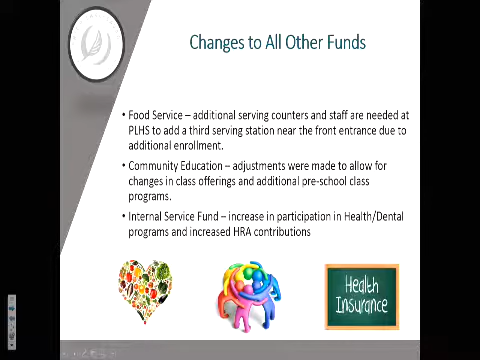 Changes to All Other Funds
• Food Service – additional serving counters and staff are needed at
PLHS to add a third serving station near the front entrance due to
additional enrollment.
• Community Education – adjustments were made to allow for
changes in class offerings and additional pre-school class
programs.
• Internal Service Fund – increase in participation in Health/Dental
programs and increased HRA contributions
Health
Insurance